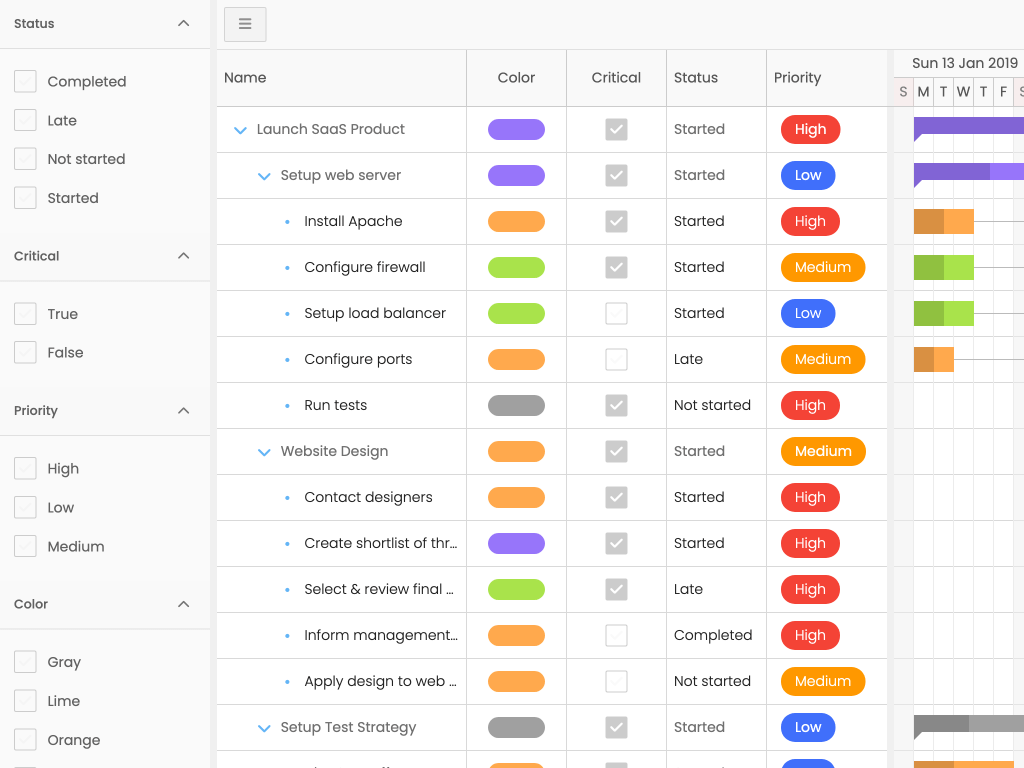 Status
Completed
Late
Not started
Started
Critical
True
False
Priority
High
Low
Medium
Color
Gray
Lime
Orange
Name Color Critical Status Priority
Sun 13 Jan 2019
S M T W T F S
Launch SaaS Product Started High
Setup web server Started Low
Install Apache Started High
Configure firewall Started Medium
Setup load balancer Started Low
Configure ports Late Medium
Run tests Not started High
Website Design Started Medium
Contact designers Started High
Create shortlist of thr… Started High
Select & review final … Late High
Inform management… Completed High
Apply design to web … Not started Medium
Setup Test Strategy Started Low